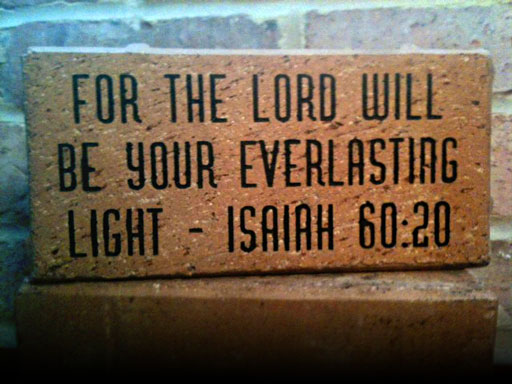 FOR THE LORD WILL
BE YOUR EVERLASTING
LIGHT - ISAIAH 60:20